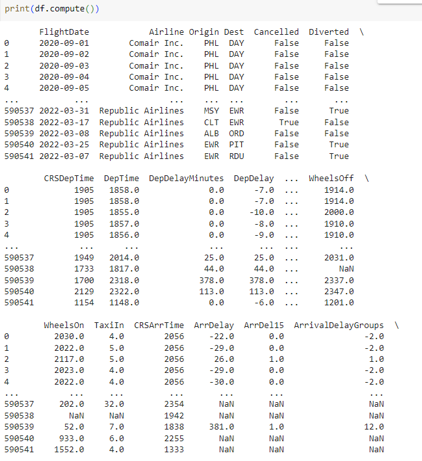 print(df.compute())
FlightDate Airline Origin Dest Cancelled Diverted \
0 2020-09-01 Comair Inc. PHL DAY False False
1 2020-09-02 Comair Inc. PHL DAY False False
2 2020-09-03 Comair Inc. PHL DAY False False
3 2020-09-04 Comair Inc. PHL DAY False False
4 2020-09-05 Comair Inc. PHL DAY False False
... ... ... ... ... ... ...
590537 2022-03-31 Republic Airlines MSY EWR False True
590538 2022-03-17 Republic Airlines CLT EWR True False
590539 2022-03-08 Republic Airlines ALB ORD False False
590540 2022-03-25 Republic Airlines EWR PIT False True
590541 2022-03-07 Republic Airlines EWR RDU False True
CRSDepTime DepTime DepDelayMinutes DepDelay ... WheelsOff \
0 1905 1858.0 0.0 -7.0 ... 1914.0
1 1905 1858.0 0.0 -7.0 ... 1914.0
2 1905 1855.0 0.0 -10.0 ... 2000.0
3 1905 1857.0 0.0 -8.0 ... 1910.0
4 1905 1856.0 0.0 -9.0 ... 1910.0
... ... ... ... ... ... ...
590537 1949 2014.0 25.0 25.0 ... 2031.0
590538 1733 1817.0 44.0 44.0 ... NaN
590539 1700 2318.0 378.0 378.0 ... 2337.0
590540 2129 2322.0 113.0 113.0 ... 2347.0
590541 1154 1148.0 0.0 -6.0 ... 1201.0
WheelsOn TaxiIn CRSArrTime ArrDelay ArrDel15 ArrivalDelayGroups \
0 2030.0 4.0 2056 -22.0 0.0 -2.0
1 2022.0 5.0 2056 -29.0 0.0 -2.0
2 2117.0 5.0 2056 26.0 1.0 1.0
3 2023.0 4.0 2056 -29.0 0.0 -2.0
4 2022.0 4.0 2056 -30.0 0.0 -2.0
... ... ... ... ... ... ...
590537 202.0 32.0 2354 NaN NaN NaN
590538 NaN NaN 1942 NaN NaN NaN
590539 52.0 7.0 1838 381.0 1.0 12.0
590540 933.0 6.0 2255 NaN NaN NaN
590541 1552.0 4.0 1333 NaN NaN NaN